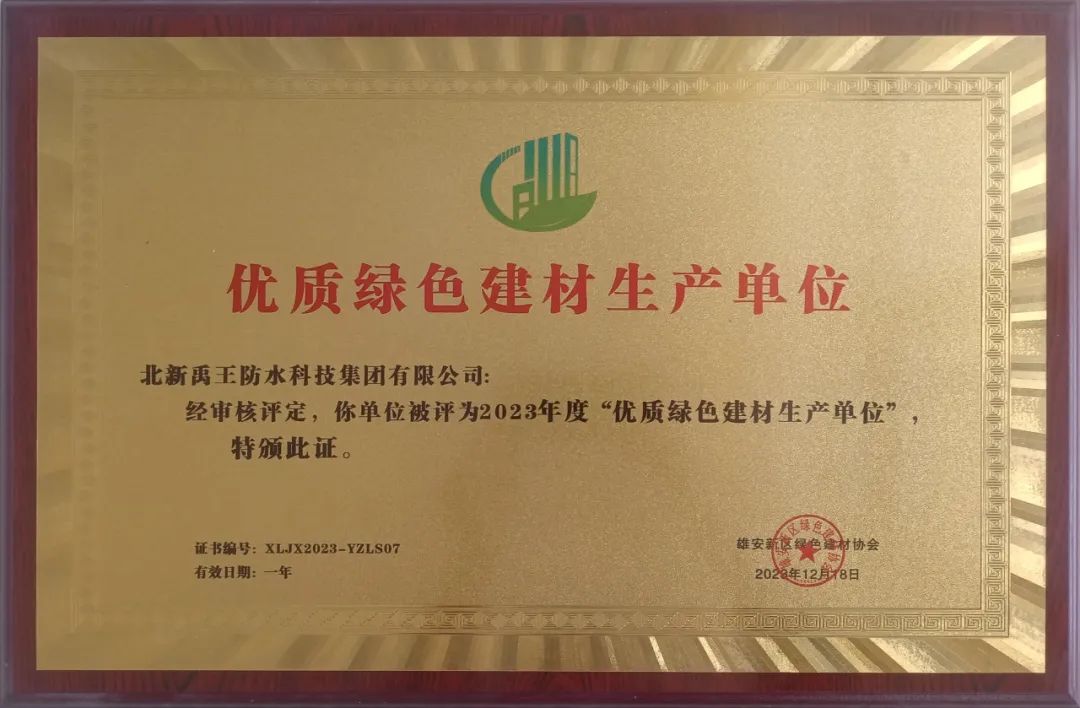 优质绿色建材生产单位
北新禹王防水科技集团有限公司:
经审核评定，你单位被评为2023年度“优质绿色建材生产单位”，
特颁此证。
证书编号: XLJX2023-YZLS07
有效日期: 一年
雄安新区绿色建材协会
2023年12月18日